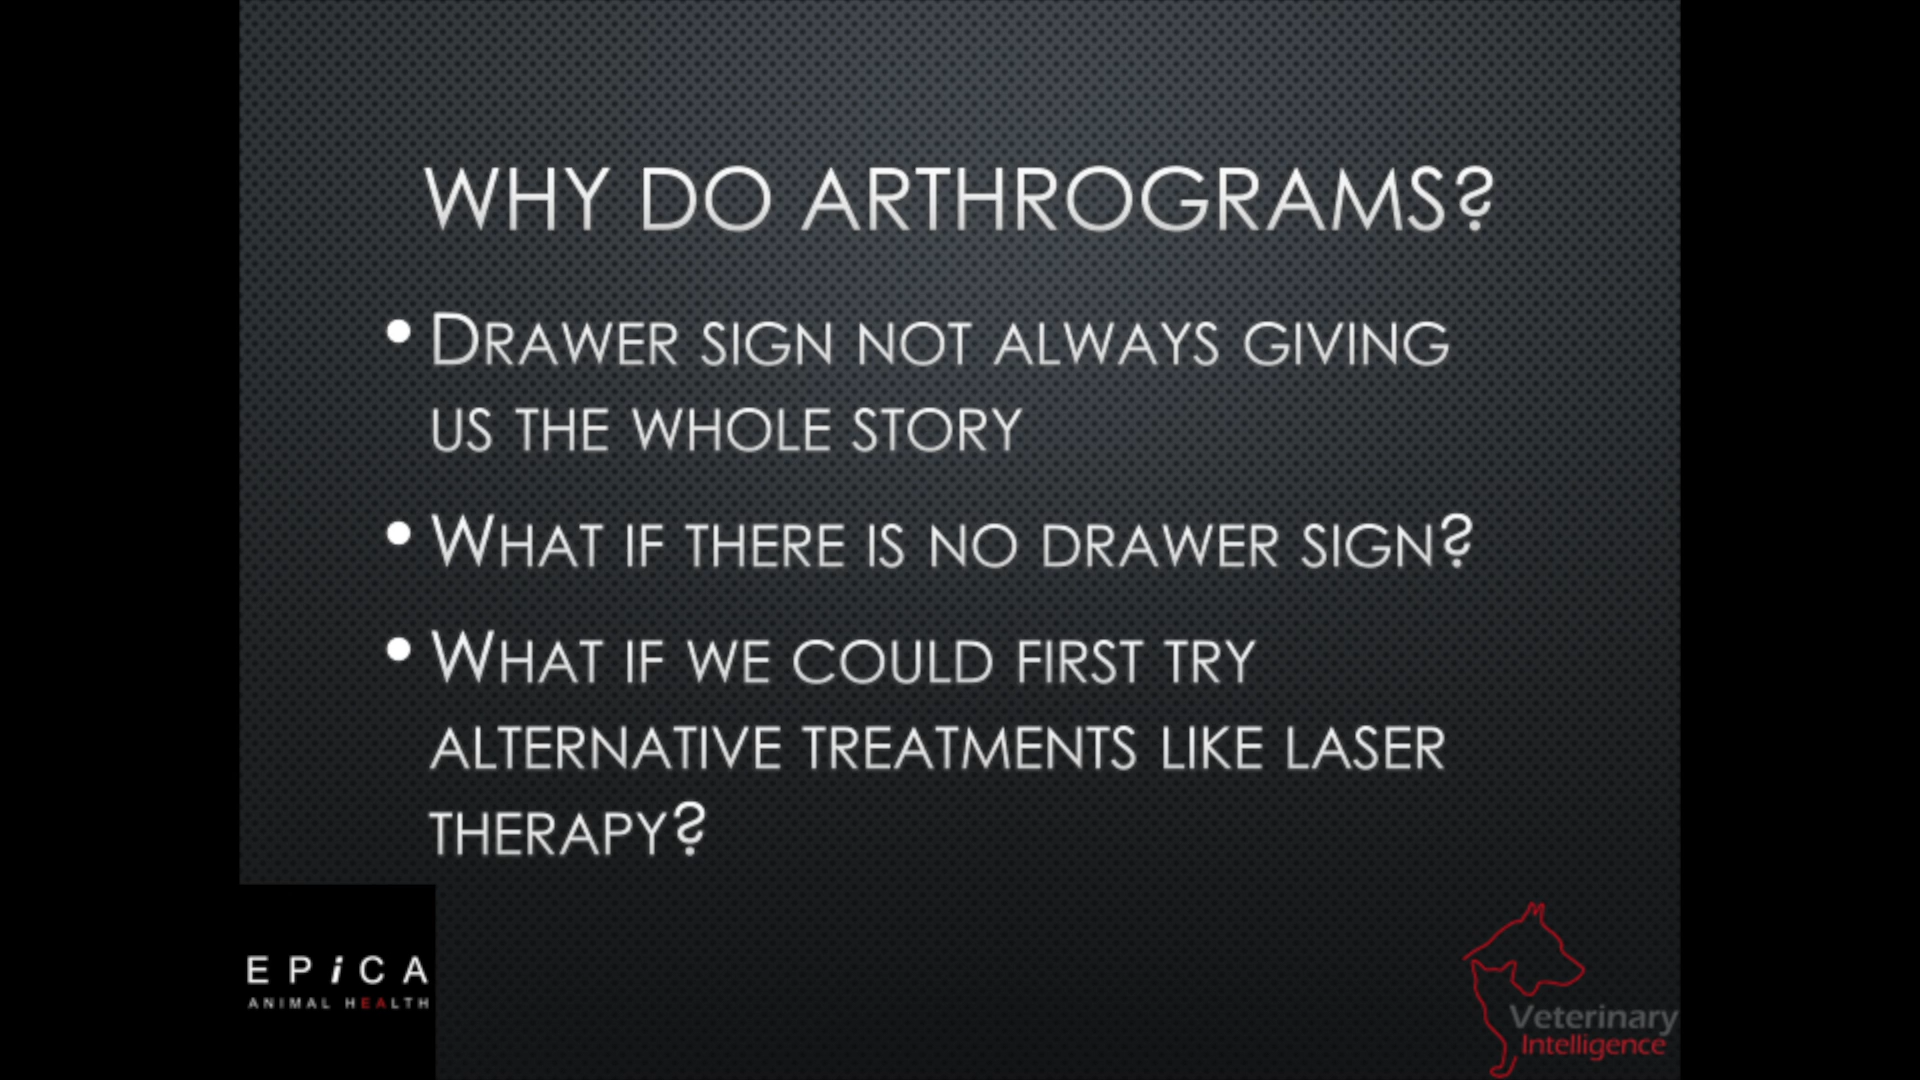 WHY DO ARTHROGRAMS?
• DRAWER SIGN NOT ALWAYS GIVING
US THE WHOLE STORY
• WHAT IF THERE IS NO DRAWER SIGN?
• WHAT IF WE COULD FIRST TRY
ALTERNATIVE TREATMENTS LIKE LASER
THERAPY?
EPiCA
ANIMAL HEALTH
Veterinary
Intelligence